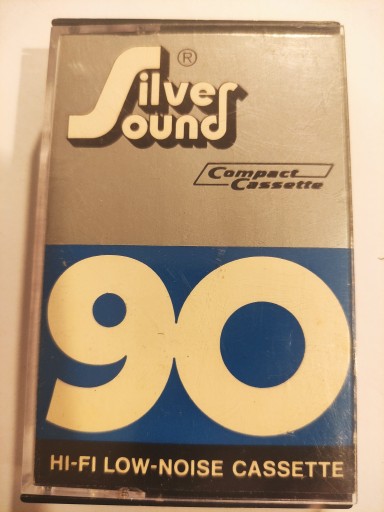 Silver
Sound
®
Compact
Cassette
90
HI-FI LOW-NOISE CASSETTE